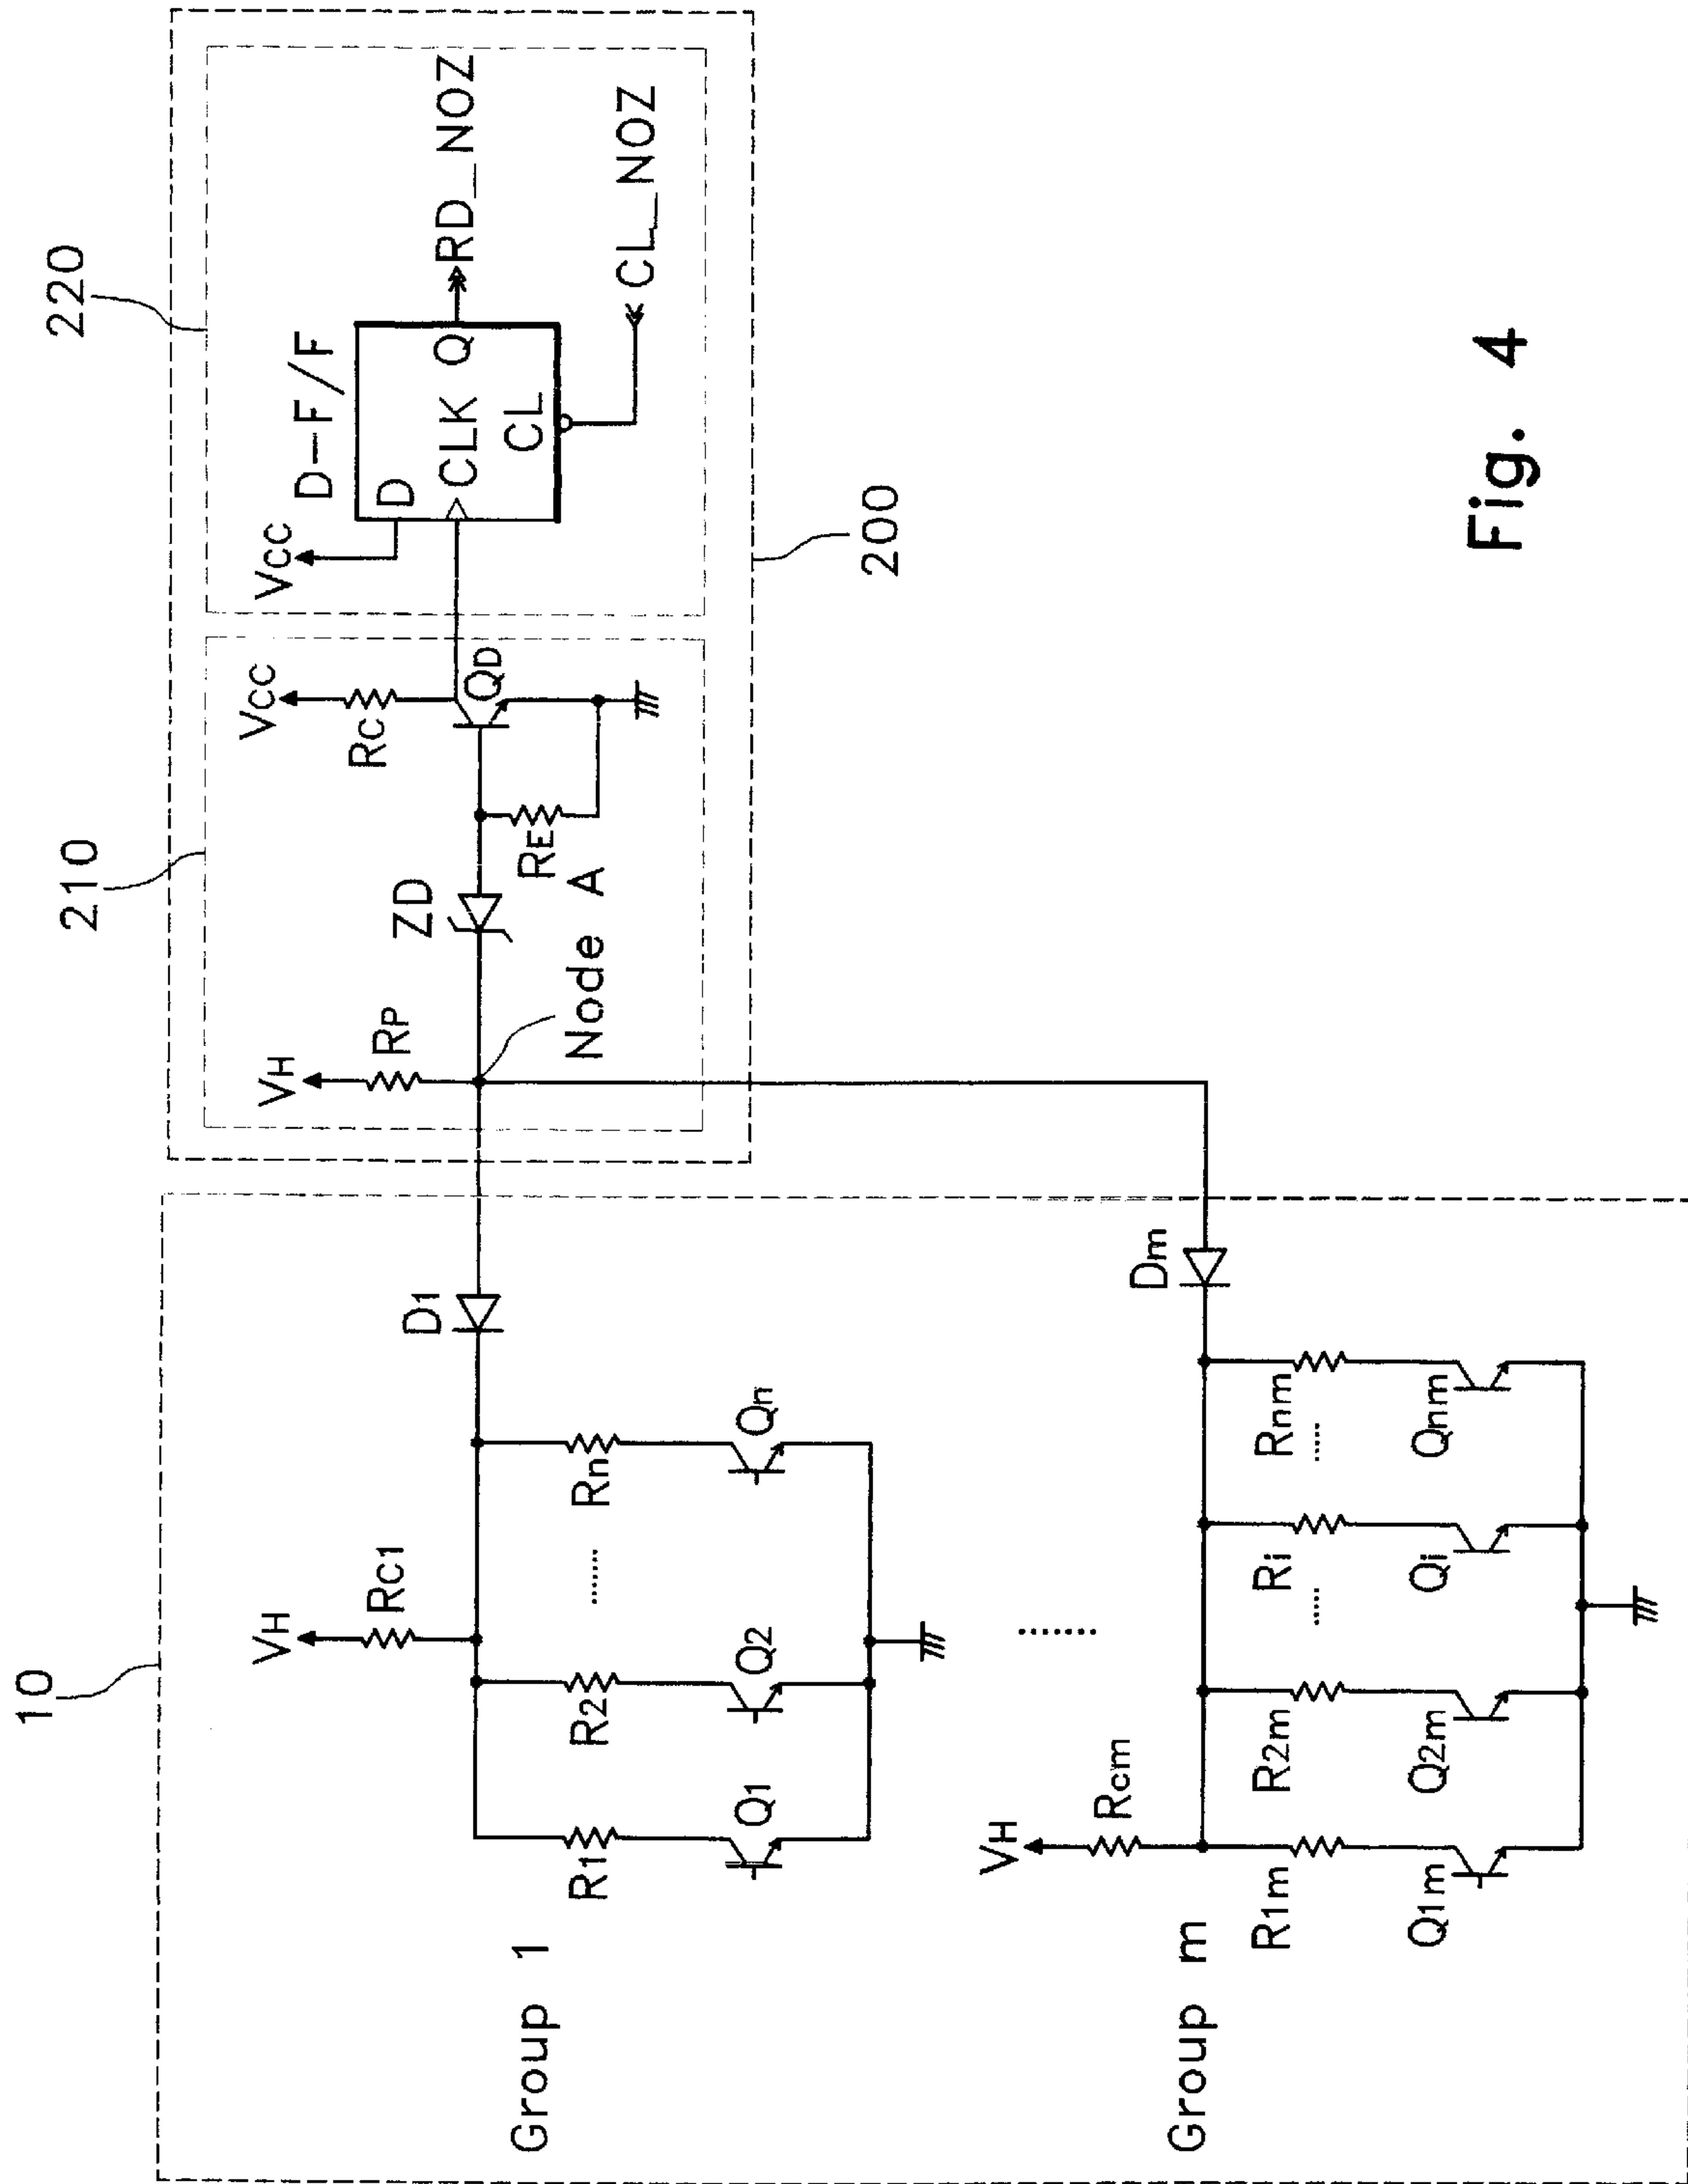 10
VH
RC1
D1
R1
R2
......
Rn
Q1
Q2
Qn
Group 1
.......
VH
Rcm
Dm
R1m
R2m
.....
Ri
.....
Rnm
Q1m
Q2m
Qi
Qnm
Group m
210
VH
RP
ZD
VCC
RC
QD
RE
Node A
220
VCC
D-F/F
D
CLK
Q
CL
RD_NOZ
CL_NOZ
200
Fig. 4